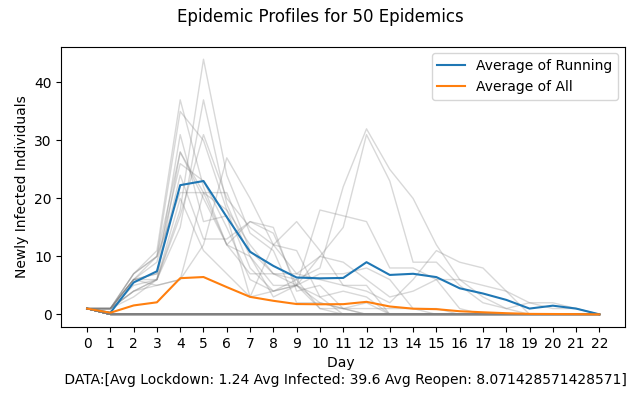 Epidemic Profiles for 50 Epidemics
Newly Infected Individuals
40
30
20
10
0
Average of Running
Average of All
0 1 2 3 4 5 6 7 8 9 10 11 12 13 14 15 16 17 18 19 20 21 22
Day
DATA:[Avg Lockdown: 1.24 Avg Infected: 39.6 Avg Reopen: 8.071428571428571]